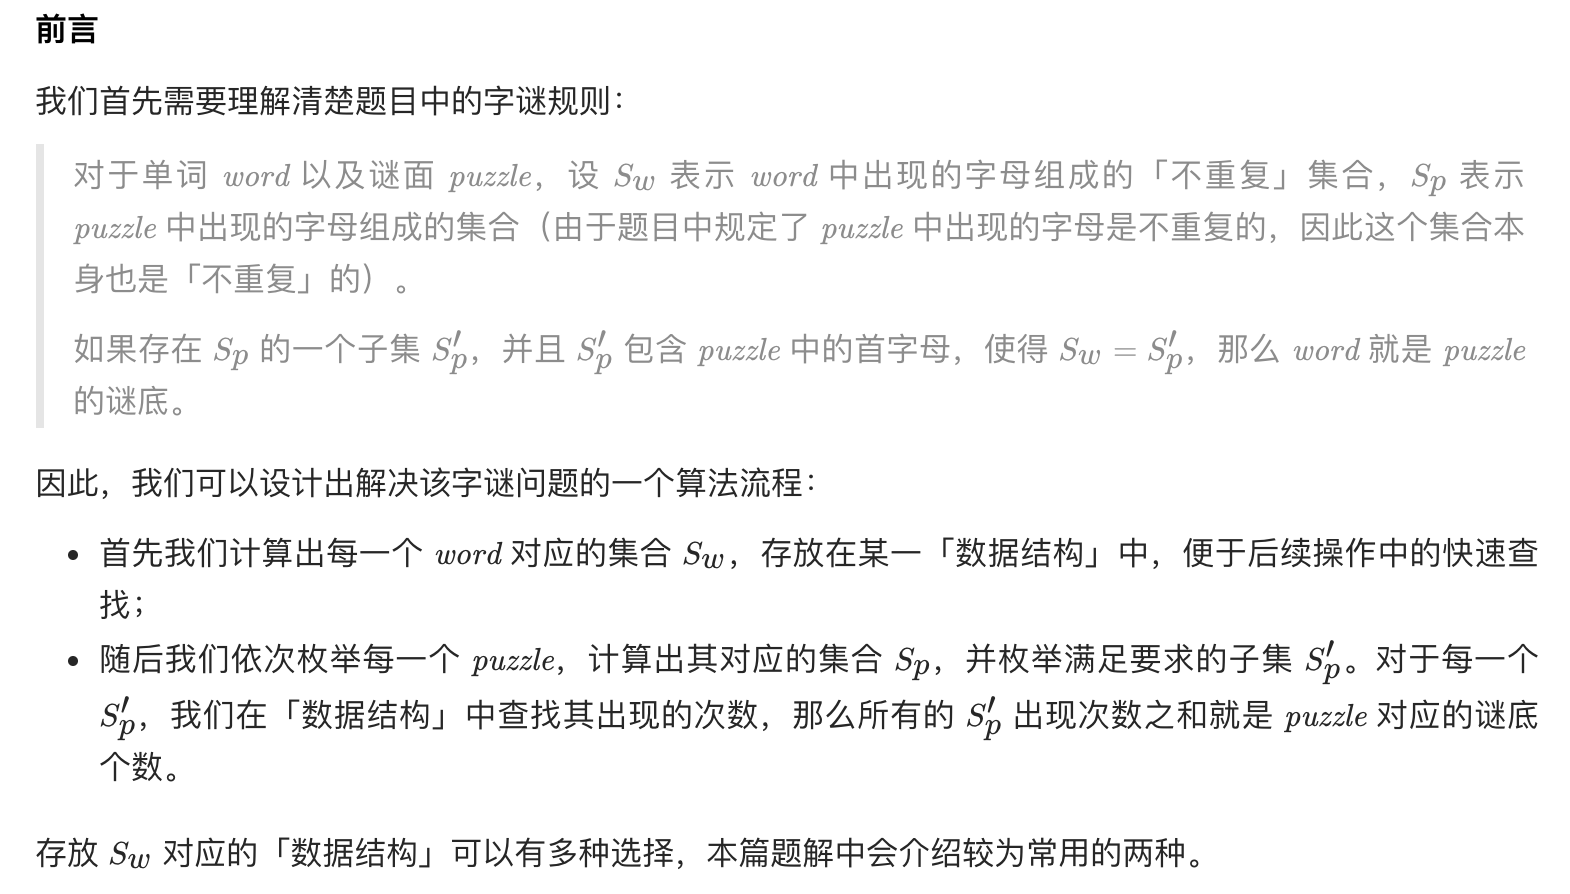 前言
我们首先需要理解清楚题目中的字谜规则：
对于单词 word 以及谜面 puzzle，设 S_w 表示 word 中出现的字母组成的「不重复」集合，S_p 表示
puzzle 中出现的字母组成的集合（由于题目中规定了 puzzle 中出现的字母是不重复的，因此这个集合本
身也是「不重复」的）。
如果存在 S_p 的一个子集 S'_p，并且 S'_p 包含 puzzle 中的首字母，使得 S_w = S'_p，那么 word 就是 puzzle
的谜底。
因此，我们可以设计出解决该字谜问题的一个算法流程：
• 首先我们计算出每一个 word 对应的集合 S_w，存放在某一「数据结构」中，便于后续操作中的快速查
找；
• 随后我们依次枚举每一个 puzzle，计算出其对应的集合 S_p，并枚举满足要求的子集 S'_p。对于每一个
S'_p，我们在「数据结构」中查找其出现的次数，那么所有的 S'_p 出现次数之和就是 puzzle 对应的谜底
个数。
存放 S_w 对应的「数据结构」可以有多种选择，本篇题解中会介绍较为常用的两种。